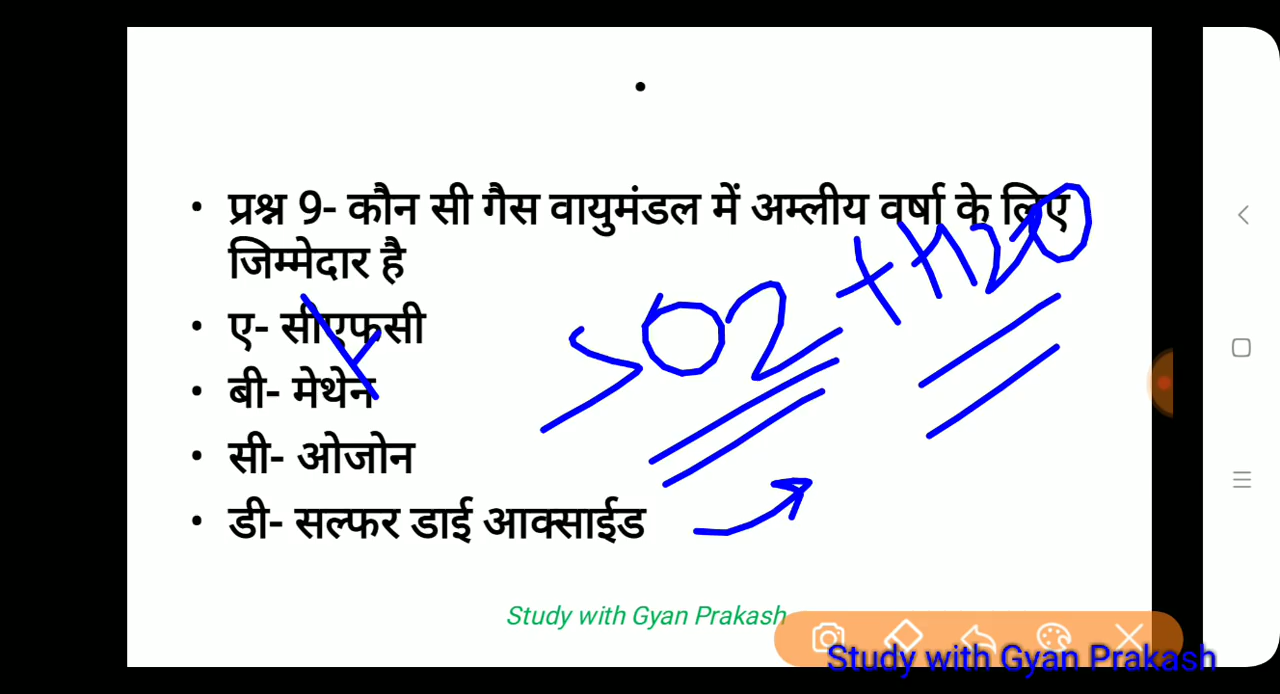 प्रश्न 9- कौन सी गैस वायुमंडल में अम्लीय वर्षा के लिए
जिम्मेदार है
ए- सीएफसी
बी- मेथेन
सी- ओजोन
डी- सल्फर डाई आक्साईड
SO2 + H2O
Study with Gyan Prakash
Study with Gyan Prakash